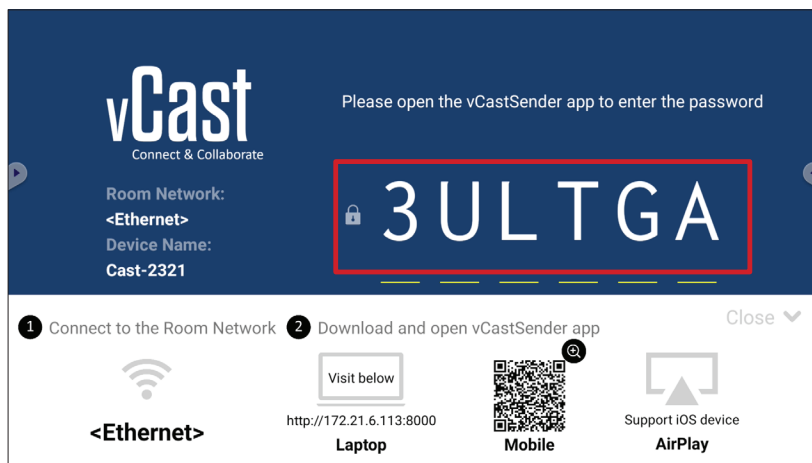 vCast
Connect & Collaborate
Please open the vCastSender app to enter the password
3ULTGA
Room Network:
<Ethernet>
Device Name:
Cast-2321
Close
1 Connect to the Room Network
2 Download and open vCastSender app
<Ethernet>
Visit below
http://172.21.6.113:8000
Laptop
Mobile
Support iOS device
AirPlay